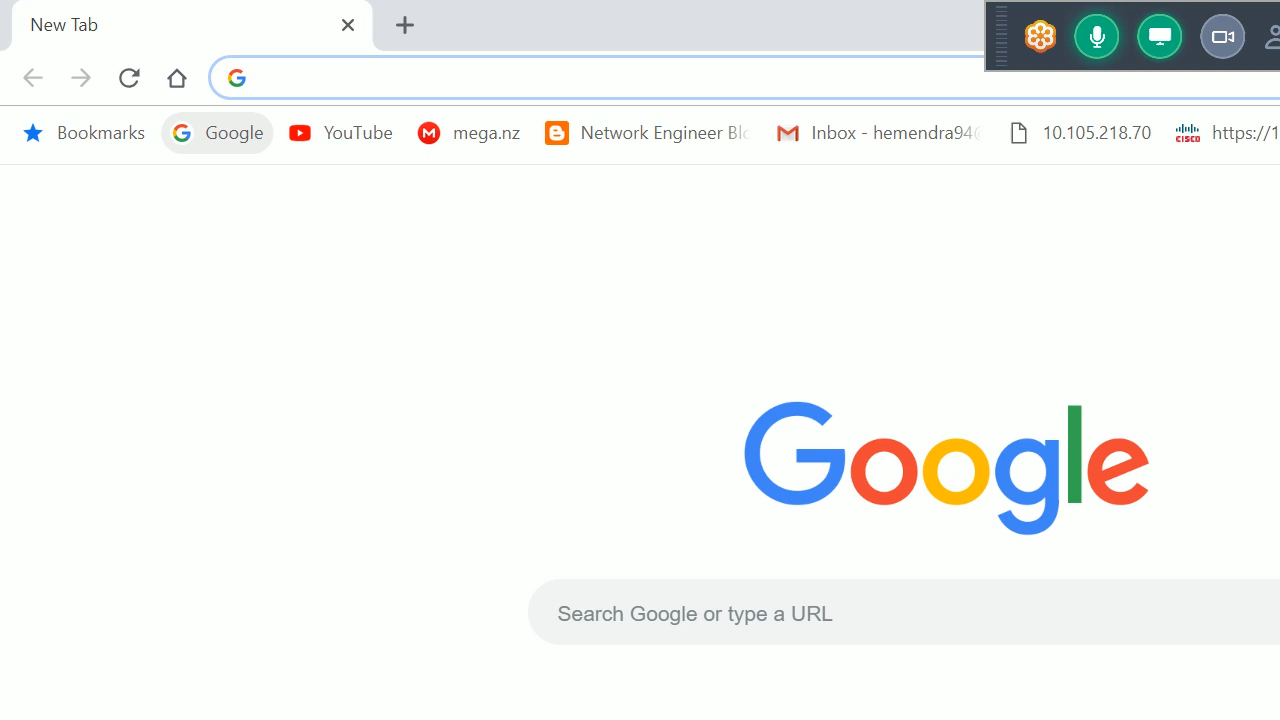 New Tab
Bookmarks Google YouTube mega.nz Network Engineer Inbox - hemendra94 10.105.218.70 CISCO https://1
Google
Search Google or type a URL